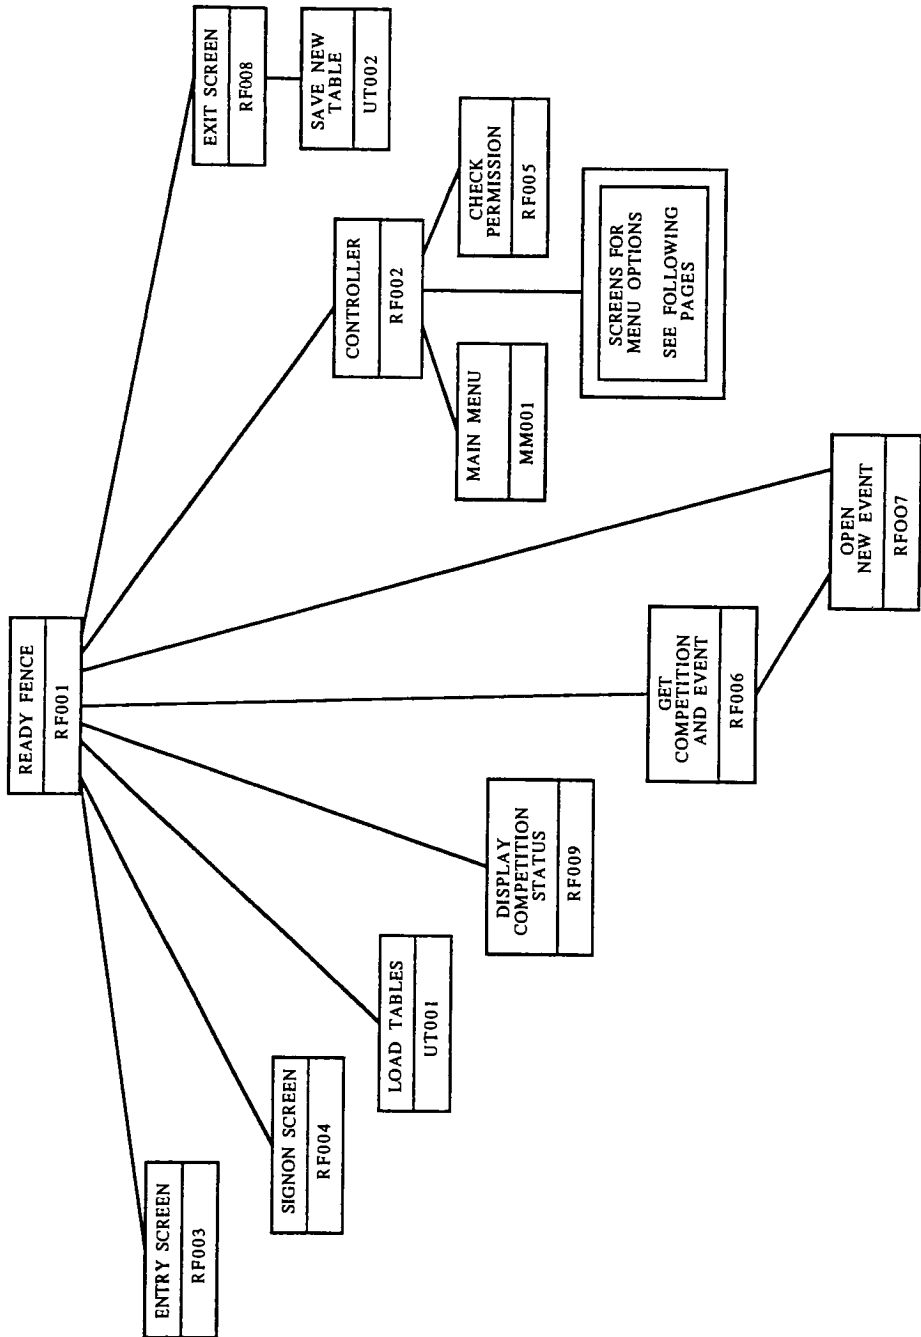 READY FENCE
RF001
ENTRY SCREEN
RF003
SIGNON SCREEN
RF004
LOAD TABLES
UT001
DISPLAY
COMPETITION
STATUS
RF009
GET
COMPETITION
AND EVENT
RF006
OPEN
NEW EVENT
RFOO7
CONTROLLER
RF002
MAIN MENU
MM001
SCREENS FOR
MENU OPTIONS
SEE FOLLOWING
PAGES
CHECK
PERMISSION
RF005
EXIT SCREEN
RF008
SAVE NEW
TABLE
UT002